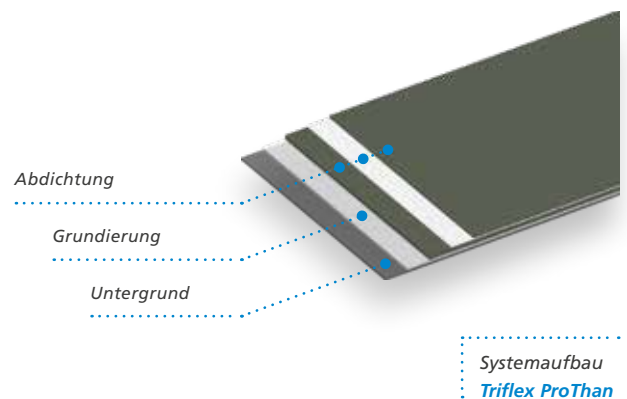 Abdichtung
Grundierung
Untergrund
Systemaufbau
Triflex ProThan